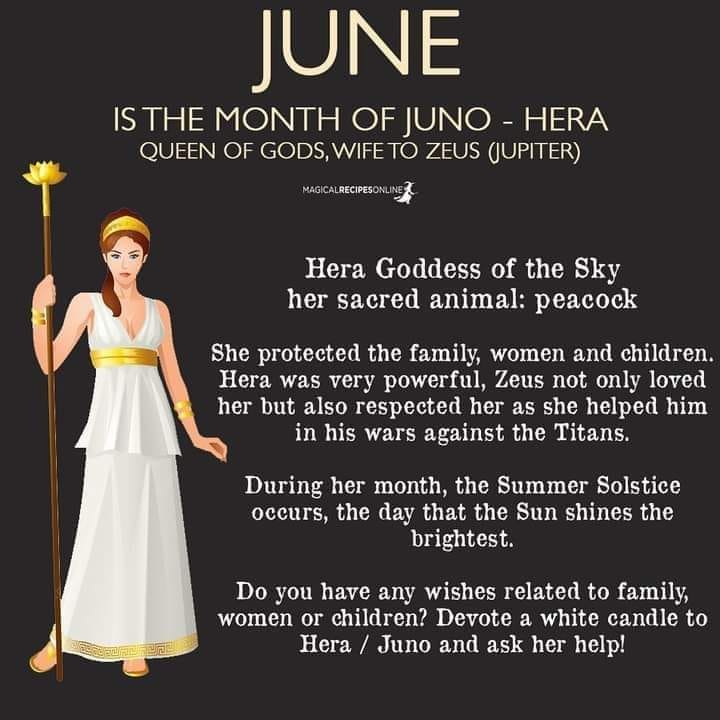 JUNE
IS THE MONTH OF JUNO - HERA
QUEEN OF GODS, WIFE TO ZEUS (JUPITER)
MAGICALRECIPESONLINE
Hera Goddess of the Sky
her sacred animal: peacock
She protected the family, women and children.
Hera was very powerful, Zeus not only loved
her but also respected her as she helped him
in his wars against the Titans.
During her month, the Summer Solstice
occurs, the day that the Sun shines the
brightest.
Do you have any wishes related to family,
women or children? Devote a white candle to
Hera / Juno and ask her help!